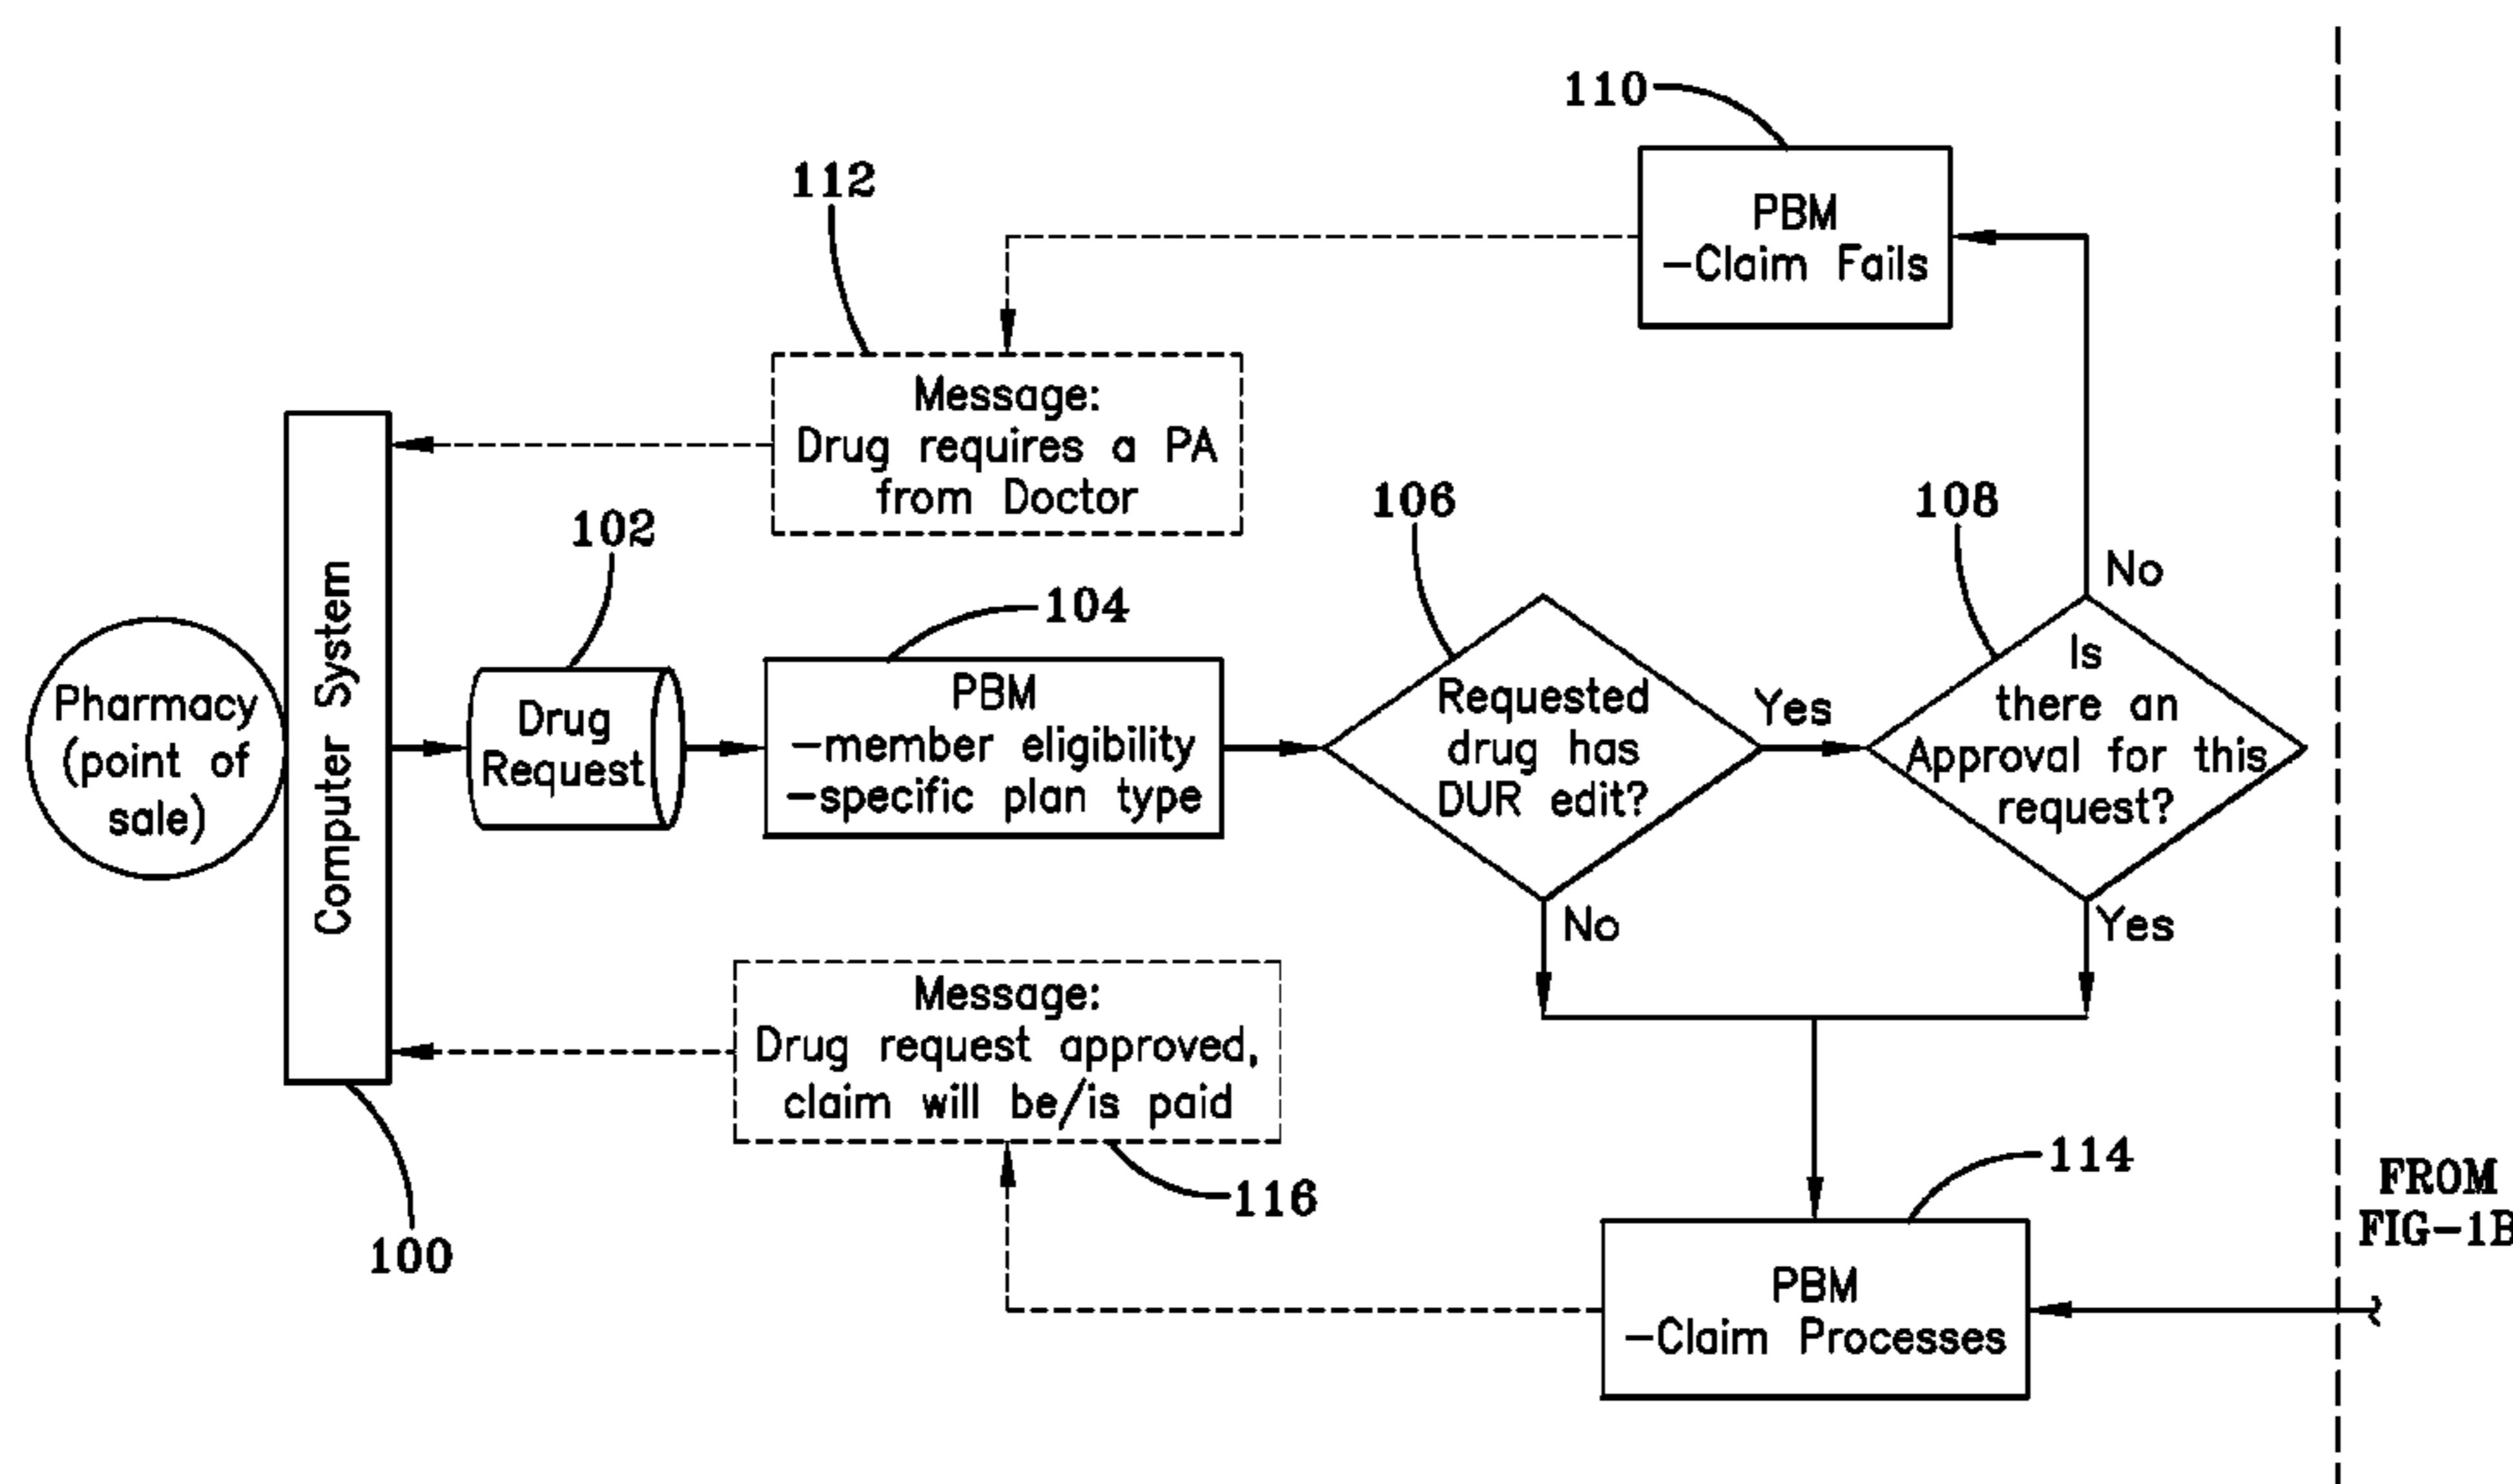 110
PBM
-Claim Fails
112
Message:
Drug requires a PA
from Doctor
102
104
106
108
No
Pharmacy
(point of
sale)
Computer System
Drug
Request
PBM
-member eligibility
-specific plan type
Requested
drug has
DUR edit?
Yes
Is
there an
Approval for this
request?
No
Yes
Message:
Drug request approved,
claim will be/is paid
116
100
114
PBM
-Claim Processes
FROM
FIG-1B